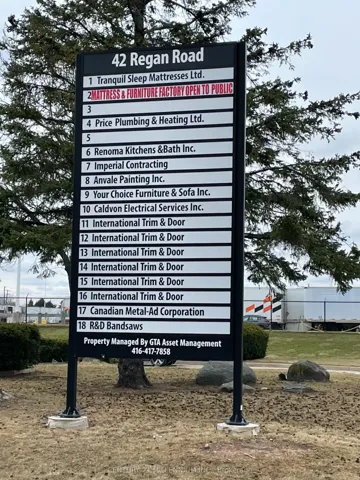 42 Regan Road
1 Tranquil Sleep Mattresses Ltd.
2 MATTRESS & FURNITURE FACTORY OPEN TO PUBLIC
3
4 Price Plumbing & Heating Ltd.
5
6 Renoma Kitchens &Bath Inc.
7 Imperial Contracting
8 Anvale Painting Inc.
9 Your Choice Furniture & Sofa Inc.
10 Caldvon Electrical Services Inc.
11 International Trim & Door
12 International Trim & Door
13 International Trim & Door
14 International Trim & Door
15 International Trim & Door
16 International Trim & Door
17 Canadian Metal-Ad Corporation
18 R&D Bandsaws
Property Managed By GTA Asset Management
416-417-7858